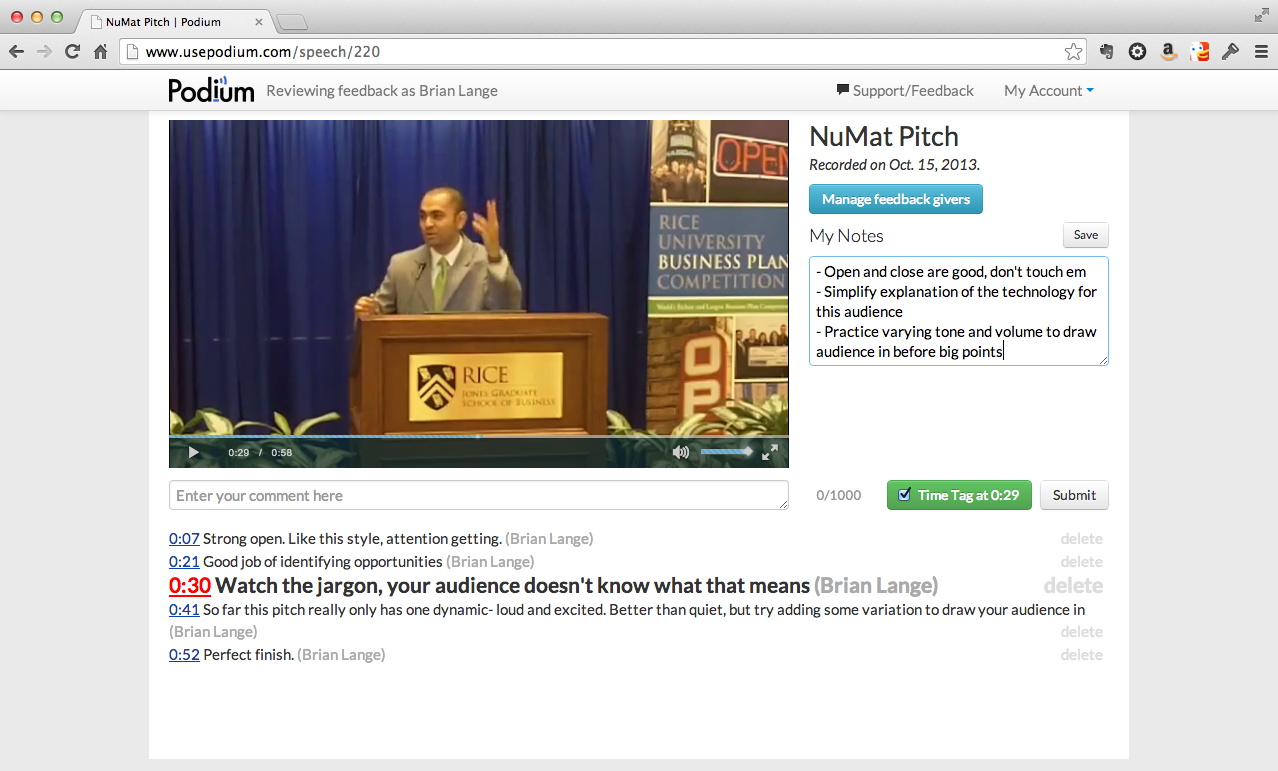 NuMat Pitch | Podium
www.usepodium.com/speech/220
Podium Reviewing feedback as Brian Lange Support/Feedback My Account
NuMat Pitch
Recorded on Oct. 15, 2013.
Manage feedback givers
My Notes Save
- Open and close are good, don't touch em
- Simplify explanation of the technology for
this audience
- Practice varying tone and volume to draw
audience in before big points
OPEN
RICE
UNIVERSITY
BUSINESS PLAN
COMPETITION
World's Richest and Largest Business Plan Competition
OP
RICE
JONES GRADUATE
SCHOOL OF BUSINESS
0:29 / 0:58
Enter your comment here 0/1000 Time Tag at 0:29 Submit
0:07 Strong open. Like this style, attention getting. (Brian Lange) delete
0:21 Good job of identifying opportunities (Brian Lange) delete
0:30 Watch the jargon, your audience doesn't know what that means (Brian Lange) delete
0:41 So far this pitch really only has one dynamic- loud and excited. Better than quiet, but try adding some variation to draw your audience in
(Brian Lange) delete
0:52 Perfect finish. (Brian Lange) delete